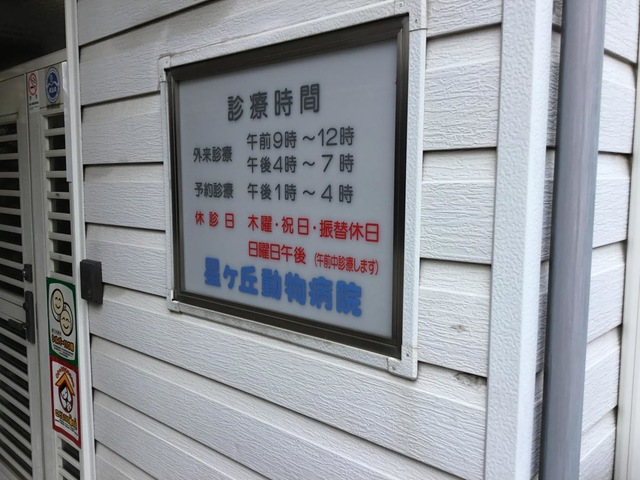 診療時間
外来診療 午前9時～12時
午後4時～7時
予約診療 午後1時～4時
休診日 木曜・祝日・振替休日
日曜日午後 (午前中診療します)
星ヶ丘動物病院